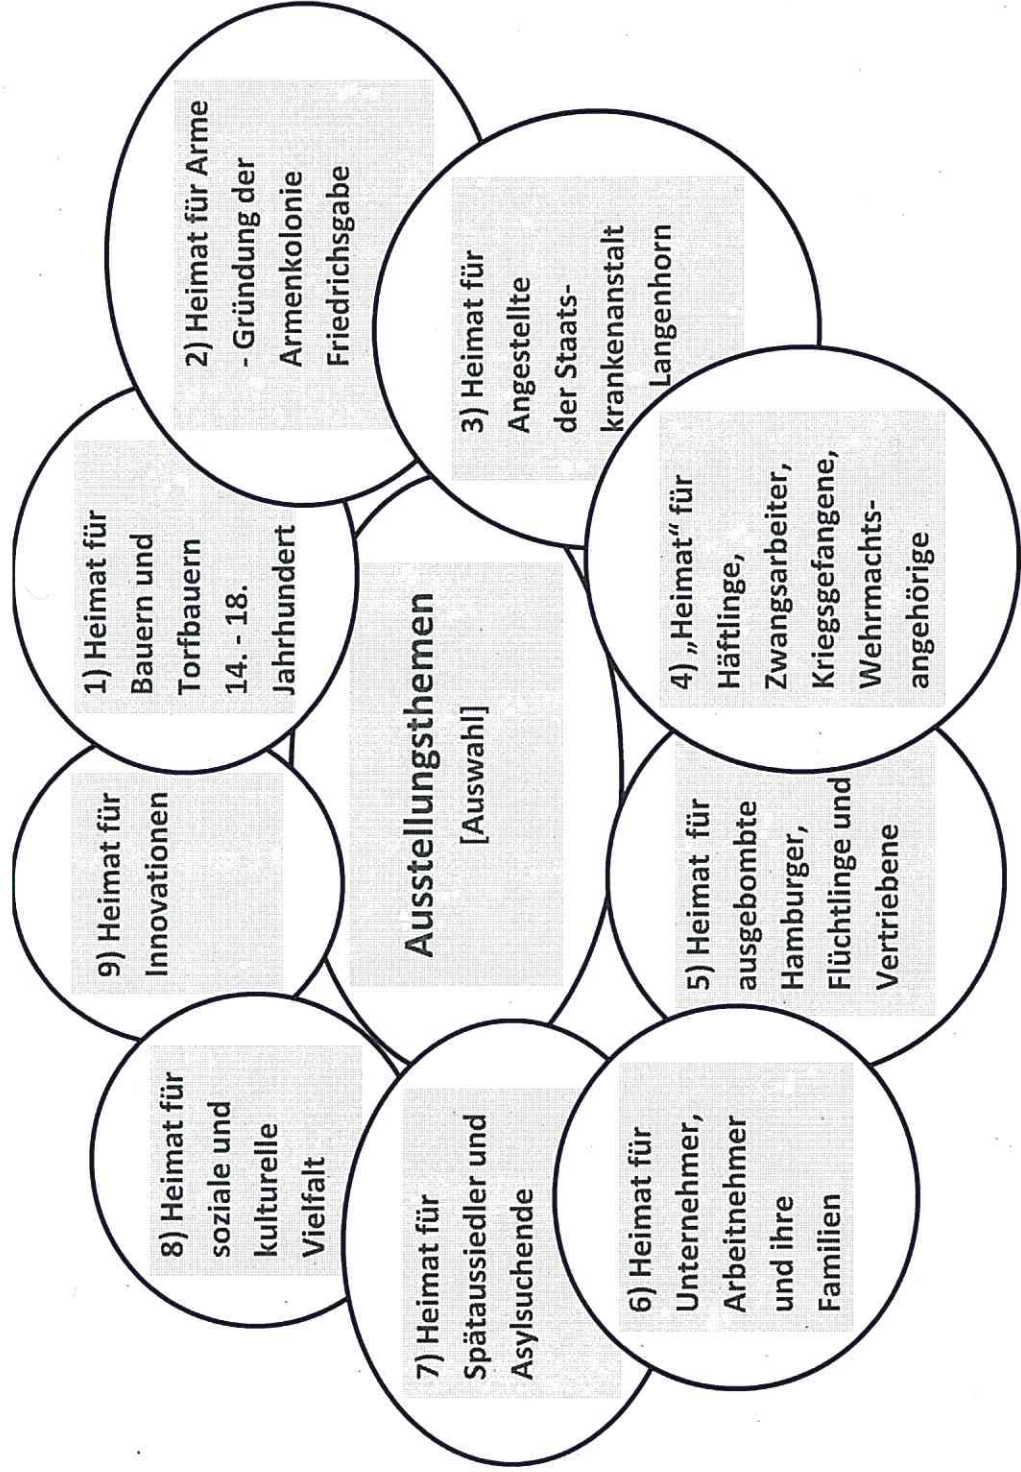 Ausstellungsthemen
[Auswahl]
1) Heimat für
Bauern und
Torfbauern
14. - 18.
Jahrhundert
2) Heimat für Arme
- Gründung der
Armenkolonie
Friedrichsgabe
3) Heimat für
Angestellte
der Staats-
krankenanstalt
Langenhorn
4) „Heimat“ für
Häftlinge,
Zwangsarbeiter,
Kriegsgefangene,
Wehrmachts-
angehörige
5) Heimat für
ausgebombte
Hamburger,
Flüchtlinge und
Vertriebene
6) Heimat für
Unternehmer,
Arbeitnehmer
und ihre
Familien
7) Heimat für
Spätaussiedler und
Asylsuchende
8) Heimat für
soziale und
kulturelle
Vielfalt
9) Heimat für
Innovationen